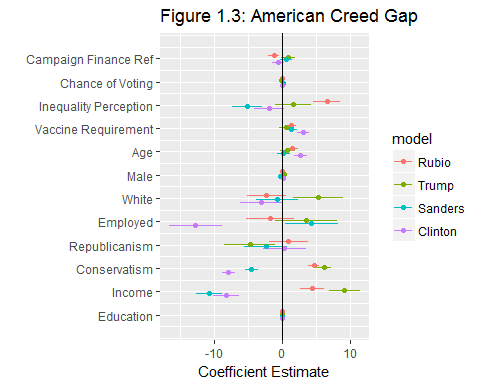 Figure 1.3: American Creed Gap
Campaign Finance Ref
Chance of Voting
Inequality Perception
Vaccine Requirement
Age
Male
White
Employed
Republicanism
Conservatism
Income
Education
-10 0 10
Coefficient Estimate
model
Rubio
Trump
Sanders
Clinton